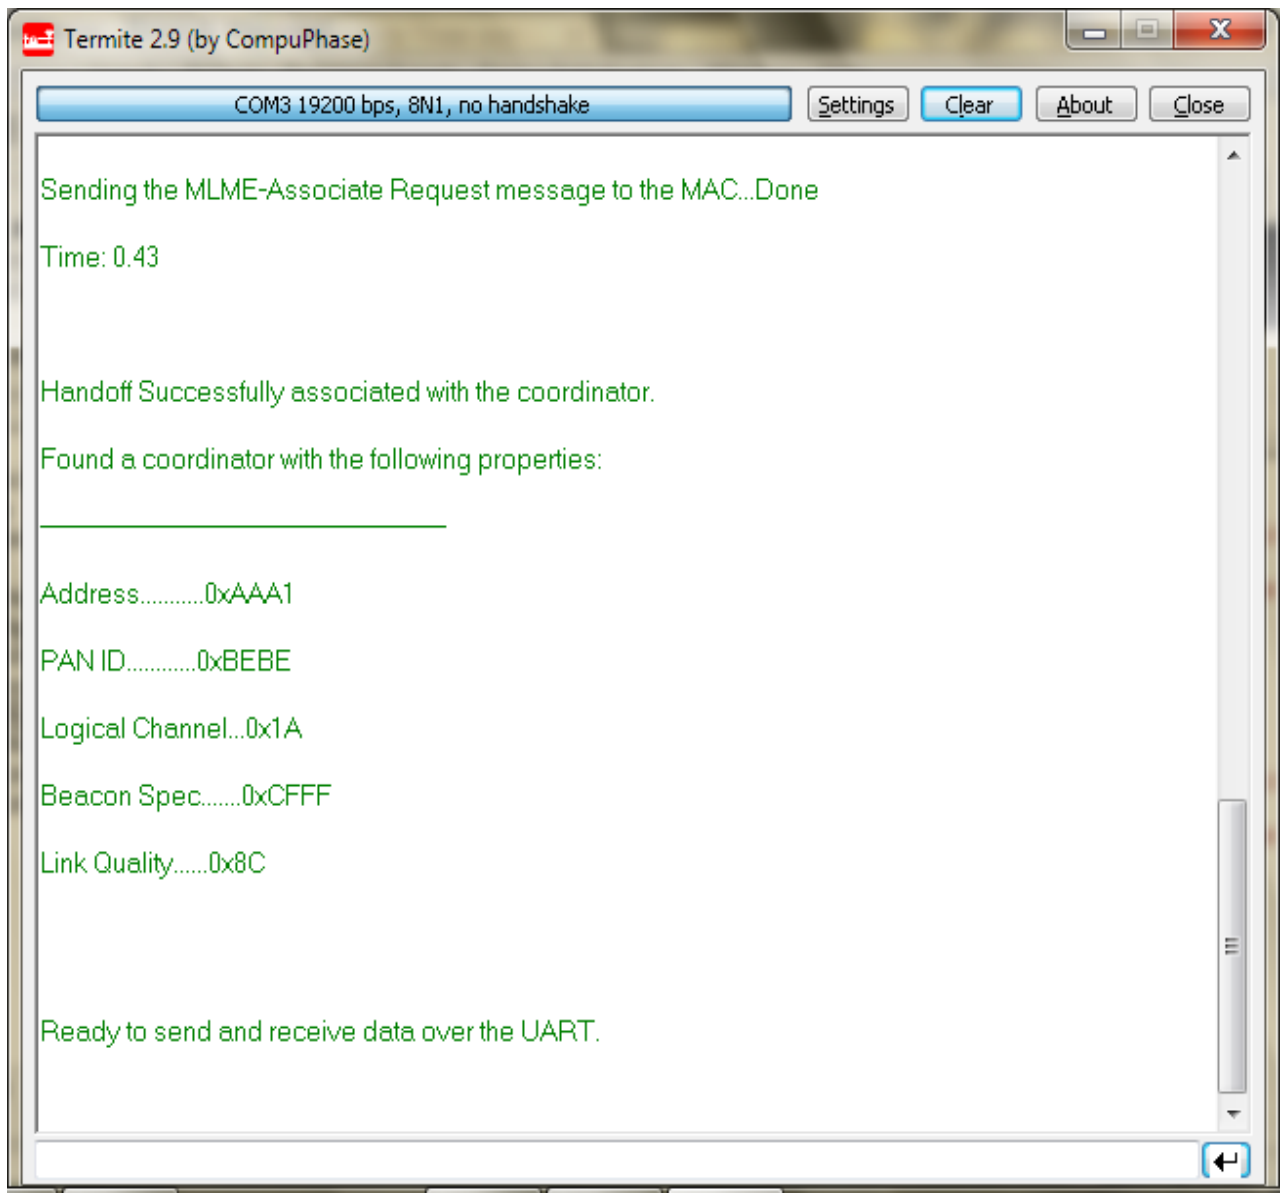 Termite 2.9 (by CompuPhase)
COM3 19200 bps, 8N1, no handshake Settings Clear About Close
Sending the MLME-Associate Request message to the MAC...Done
Time: 0.43
Handoff Successfully associated with the coordinator.
Found a coordinator with the following properties:
Address...........0xAAA1
PAN ID............0xBEBE
Logical Channel...0x1A
Beacon Spec.......0xCFFF
Link Quality......0x8C
Ready to send and receive data over the UART.